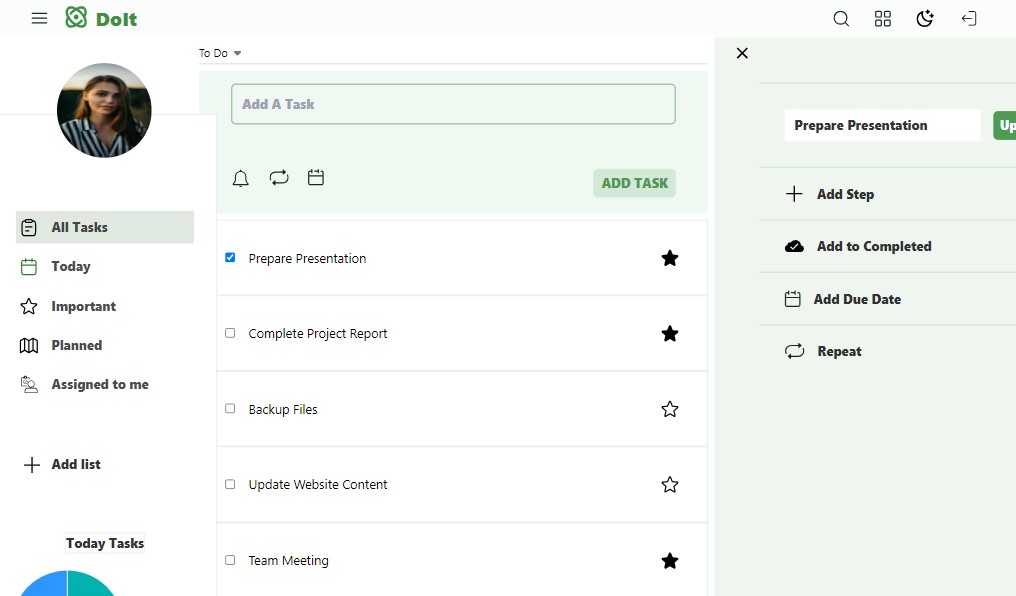 DoIt
To Do
Add A Task
ADD TASK
All Tasks
Today
Important
Planned
Assigned to me
Add list
Today Tasks
Prepare Presentation
Complete Project Report
Backup Files
Update Website Content
Team Meeting
Prepare Presentation
Up
Add Step
Add to Completed
Add Due Date
Repeat